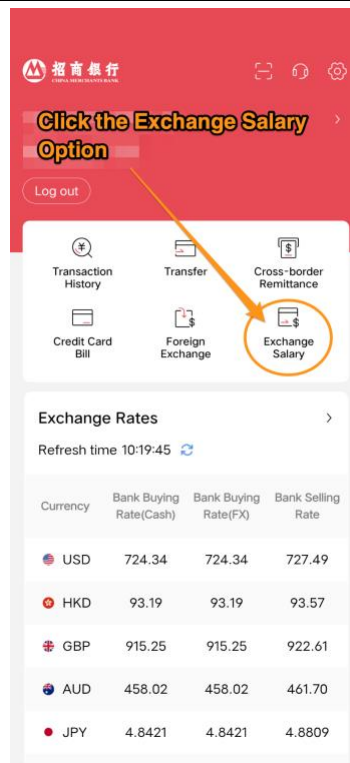 招商银行
CHINA MERCHANTS BANK
Click the Exchange Salary
Option
Log out
Transaction
History
Transfer
Cross-border
Remittance
Credit Card
Bill
Foreign
Exchange
Exchange
Salary
Exchange Rates
Refresh time 10:19:45
Currency
Bank Buying
Rate(Cash)
Bank Buying
Rate(FX)
Bank Selling
Rate
USD 724.34 724.34 727.49
HKD 93.19 93.19 93.57
GBP 915.25 915.25 922.61
AUD 458.02 458.02 461.70
JPY 4.8421 4.8421 4.8809